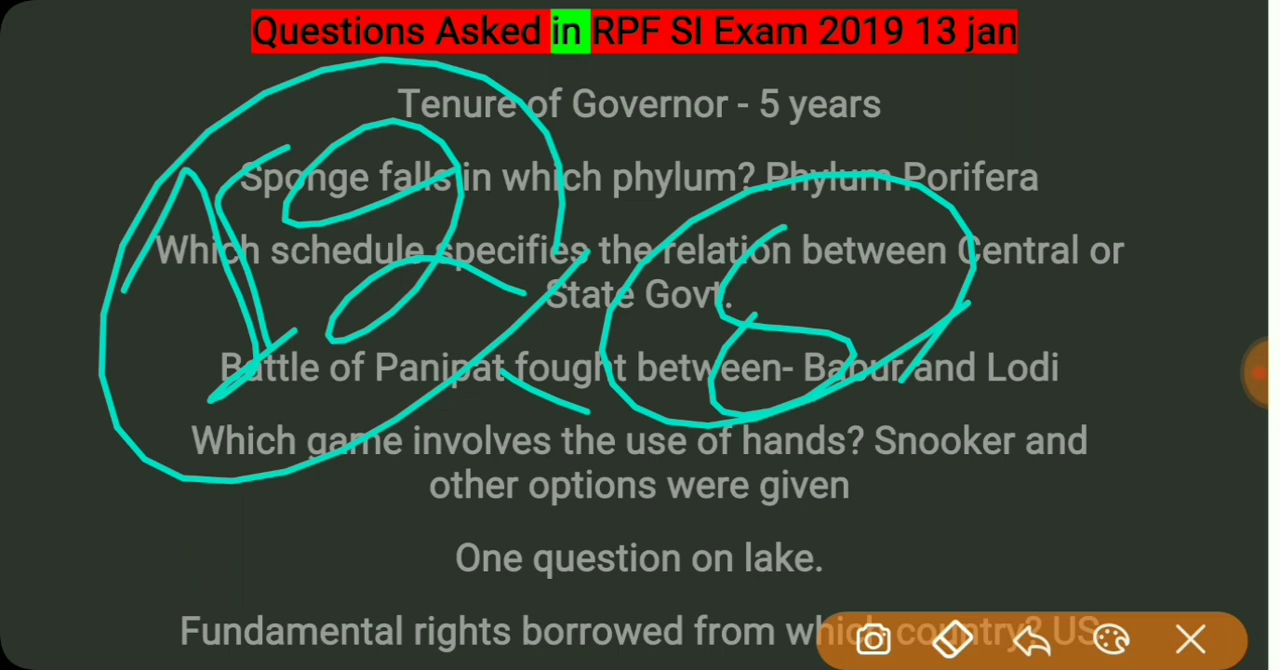 Questions Asked in RPF SI Exam 2019 13 jan
Tenure of Governor - 5 years
Sponge falls in which phylum? Phylum Porifera
Which schedule specifies the relation between Central or
State Govt.
Battle of Panipat fought between- Babur and Lodi
Which game involves the use of hands? Snooker and
other options were given
One question on lake.
Fundamental rights borrowed from which country? US